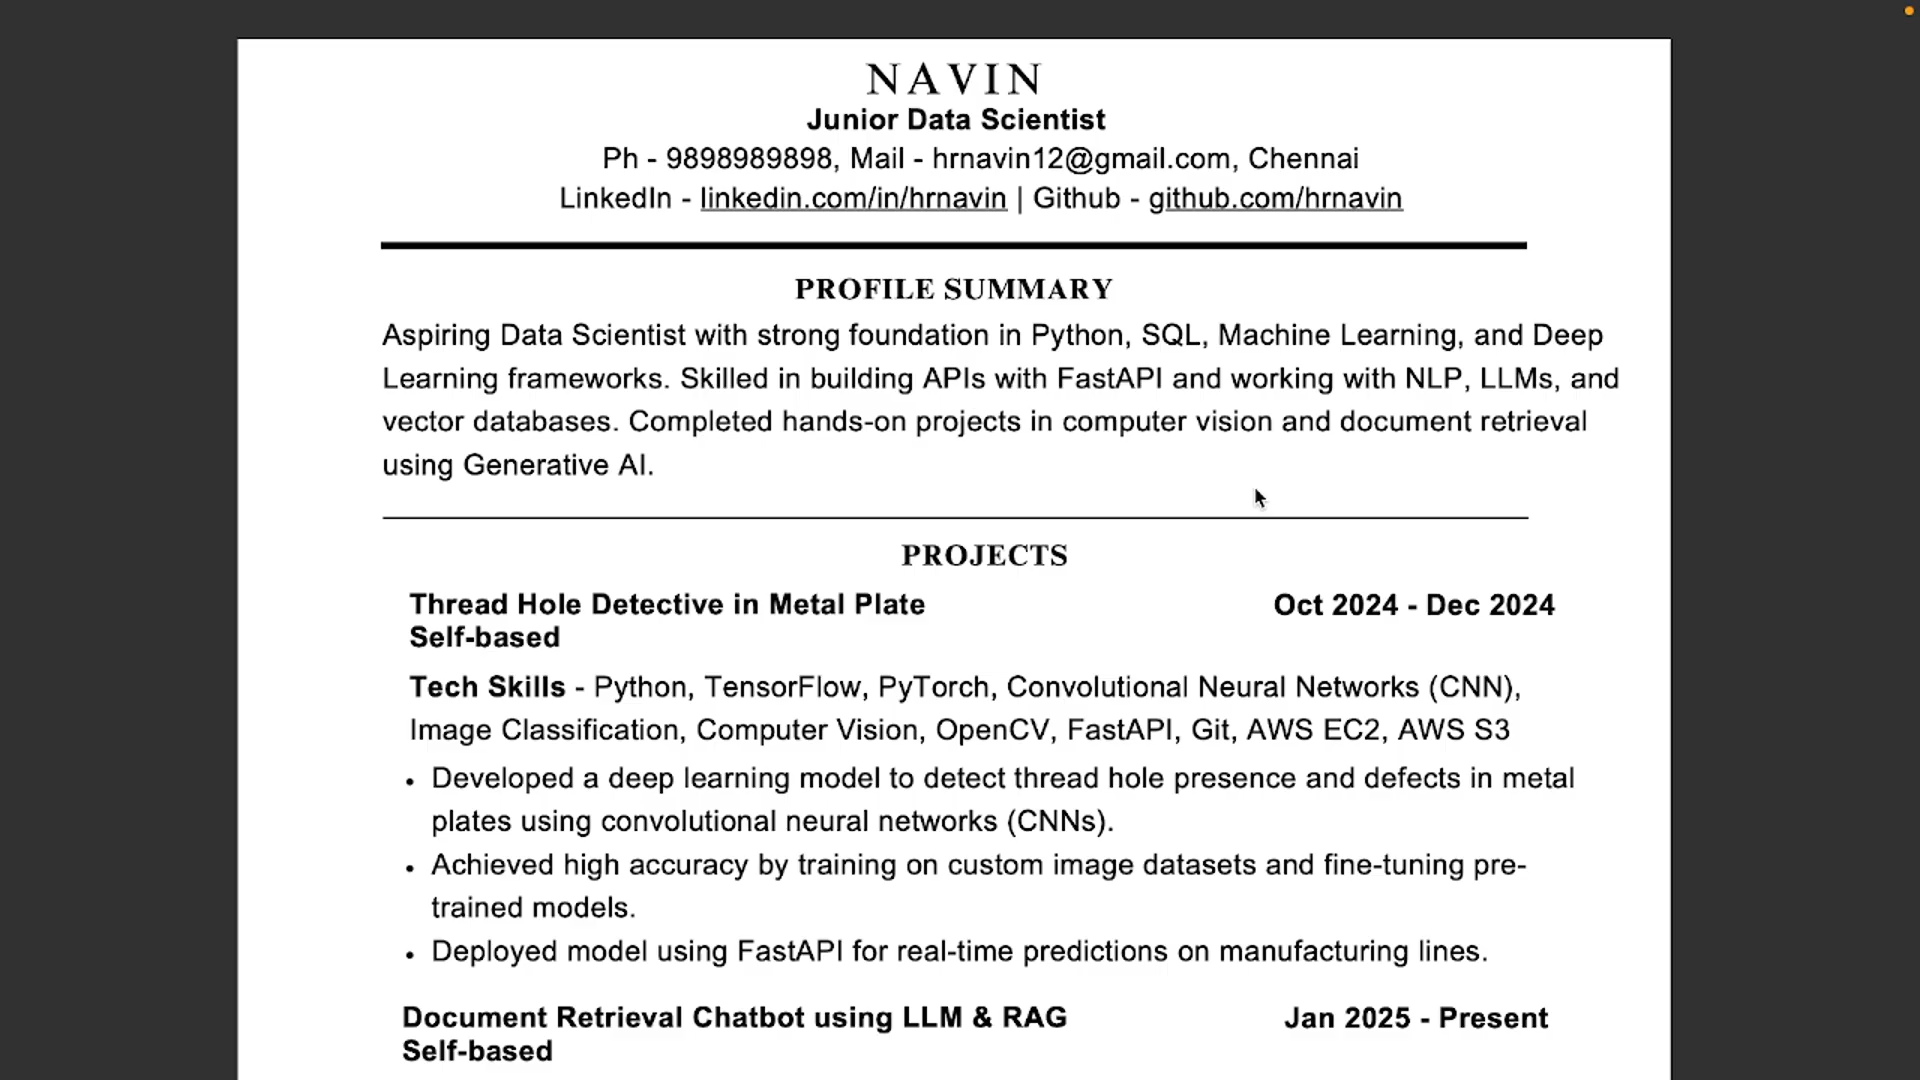 NAVIN
Junior Data Scientist
Ph - 9898989898, Mail - hrnavin12@gmail.com, Chennai
LinkedIn - linkedin.com/in/hrnavin | Github - github.com/hrnavin
PROFILE SUMMARY
Aspiring Data Scientist with strong foundation in Python, SQL, Machine Learning, and Deep
Learning frameworks. Skilled in building APIs with FastAPI and working with NLP, LLMs, and
vector databases. Completed hands-on projects in computer vision and document retrieval
using Generative AI.
PROJECTS
Thread Hole Detective in Metal Plate Oct 2024 - Dec 2024
Self-based
Tech Skills - Python, TensorFlow, PyTorch, Convolutional Neural Networks (CNN),
Image Classification, Computer Vision, OpenCV, FastAPI, Git, AWS EC2, AWS S3
• Developed a deep learning model to detect thread hole presence and defects in metal
plates using convolutional neural networks (CNNs).
• Achieved high accuracy by training on custom image datasets and fine-tuning pre-
trained models.
• Deployed model using FastAPI for real-time predictions on manufacturing lines.
Document Retrieval Chatbot using LLM & RAG Jan 2025 - Present
Self-based